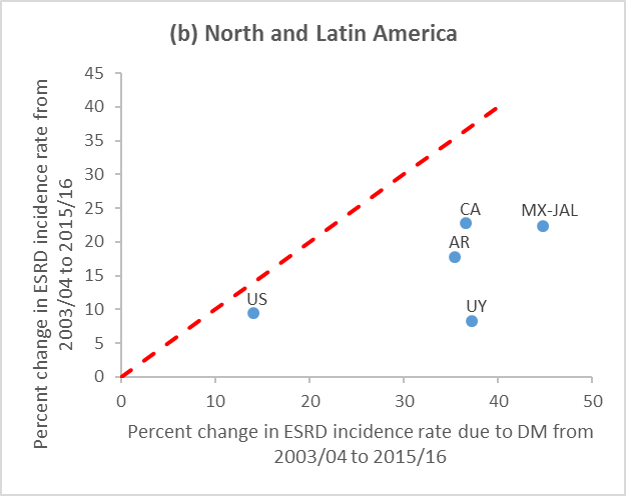 (b) North and Latin America
Percent change in ESRD incidence rate from
2003/04 to 2015/16
45
40
35
30
25
20
15
10
5
0
CA
MX-JAL
AR
US
UY
0
10
20
30
40
50
Percent change in ESRD incidence rate due to DM from
2003/04 to 2015/16